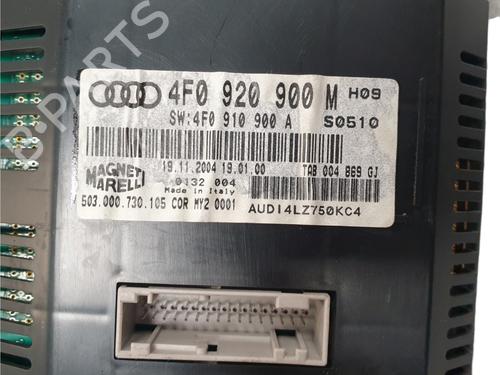 4F0 920 900 M H09
SW:4F0 910 900 A S0510
19.11.2004 19.01.00 TAB 004 869 GJ
MAGNETI
MARELLI
0132 004
Made in Italy
503.000.730.105 COR MY2 0001 AUDI4LZ750KC4